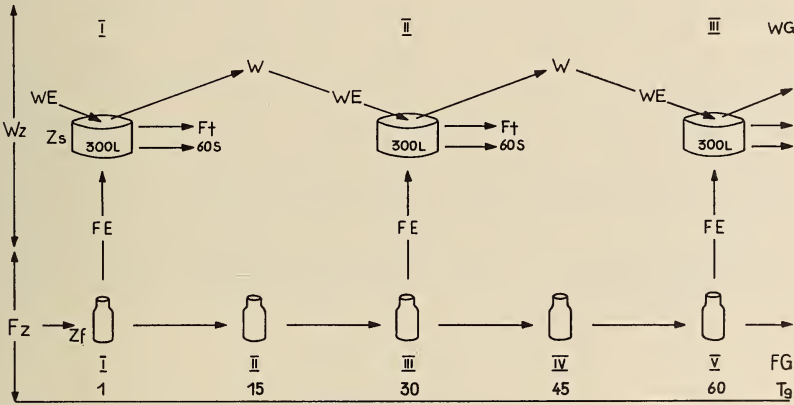 I II III WG
W W
WE WE WE
Wz Zs 300L Ft 300L Ft 300L
60S 60S
FE FE FE
Fz Zf
I II III IV V FG
1 15 30 45 60 Tg